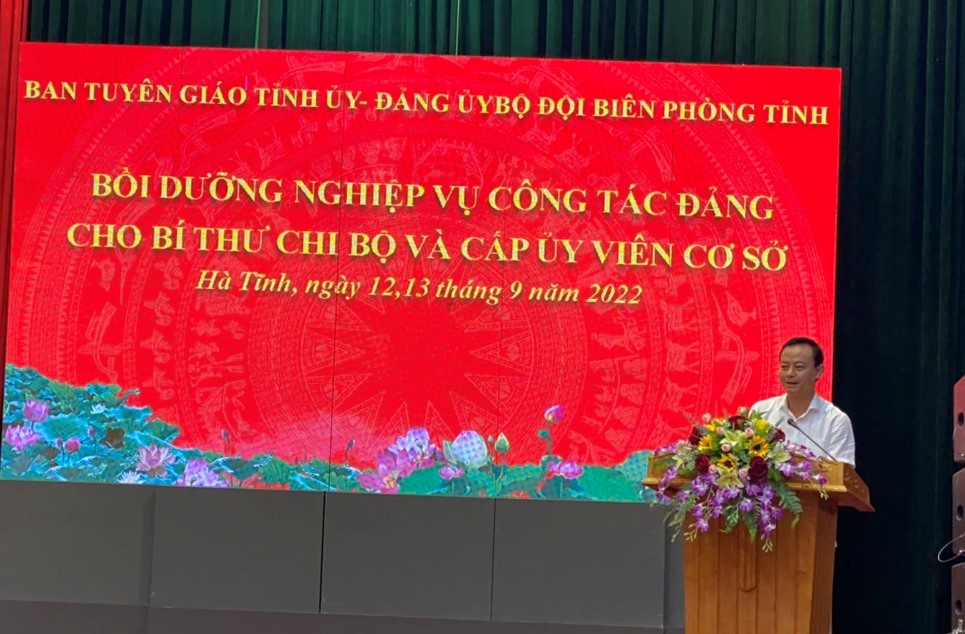 BAN TUYÊN GIÁO TỈNH ỦY- ĐẢNG ỦYBỘ ĐỘI BIÊN PHÒNG TỈNH
BỒI DƯỠNG NGHIỆP VỤ CÔNG TÁC ĐẢNG
CHO BÍ THƯ CHI BỘ VÀ CẤP ỦY VIÊN CƠ SỞ
Hà Tĩnh, ngày 12,13 tháng 9 năm 2022